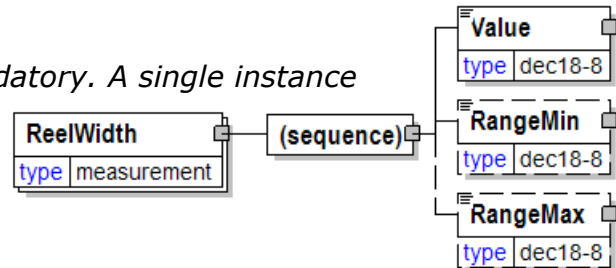 Value
type dec18-8
datory. A single instance
RangeMin
ReelWidth
(sequence)
type measurement
type dec18-8
RangeMax
type dec18-8